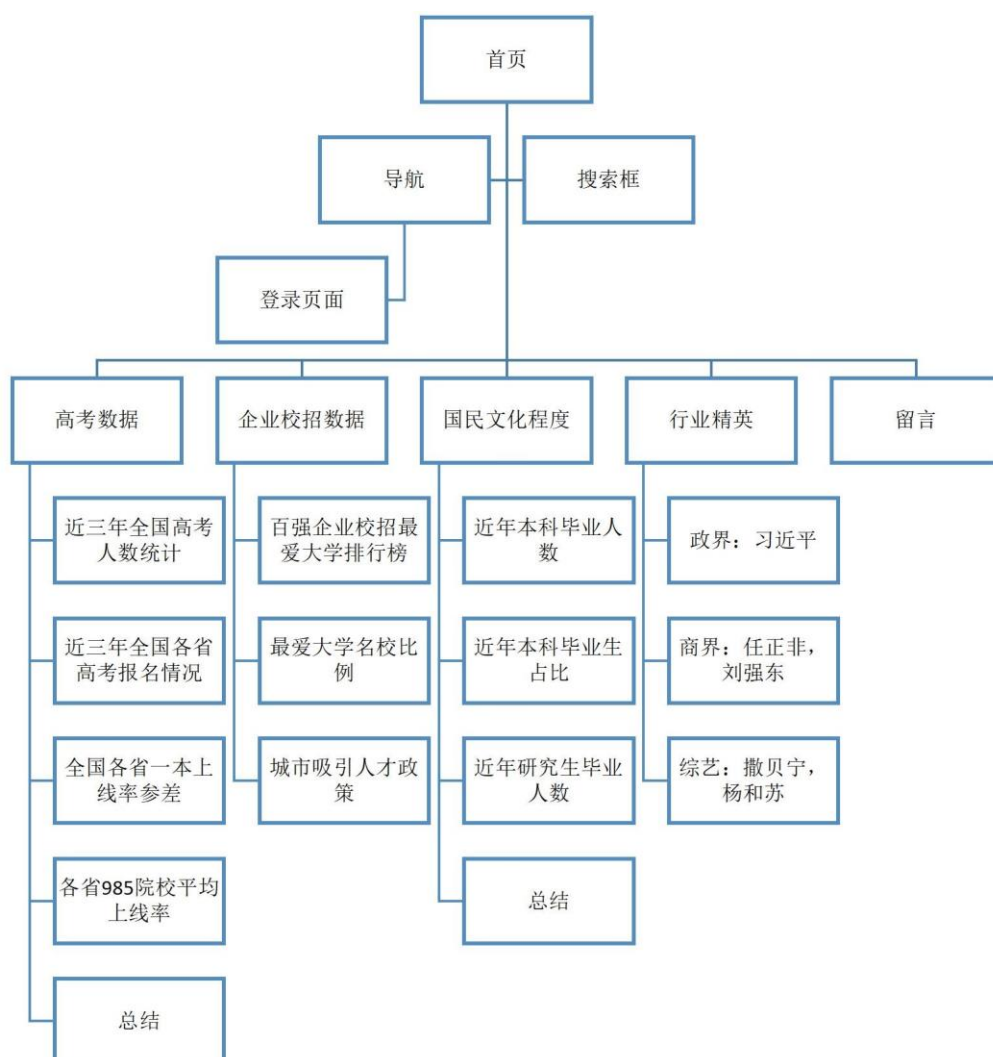 首页
导航
搜索框
登录页面
高考数据
企业校招数据
国民文化程度
行业精英
留言
近三年全国高考
人数统计
近三年全国各省
高考报名情况
全国各省一本上
线率参差
各省985院校平均
上线率
总结
百强企业校招最
爱大学排行榜
最爱大学名校比
例
城市吸引人才政
策
近年本科毕业人
数
近年本科毕业生
占比
近年研究生毕业
人数
总结
政界：习近平
商界：任正非，
刘强东
综艺：撒贝宁，
杨和苏